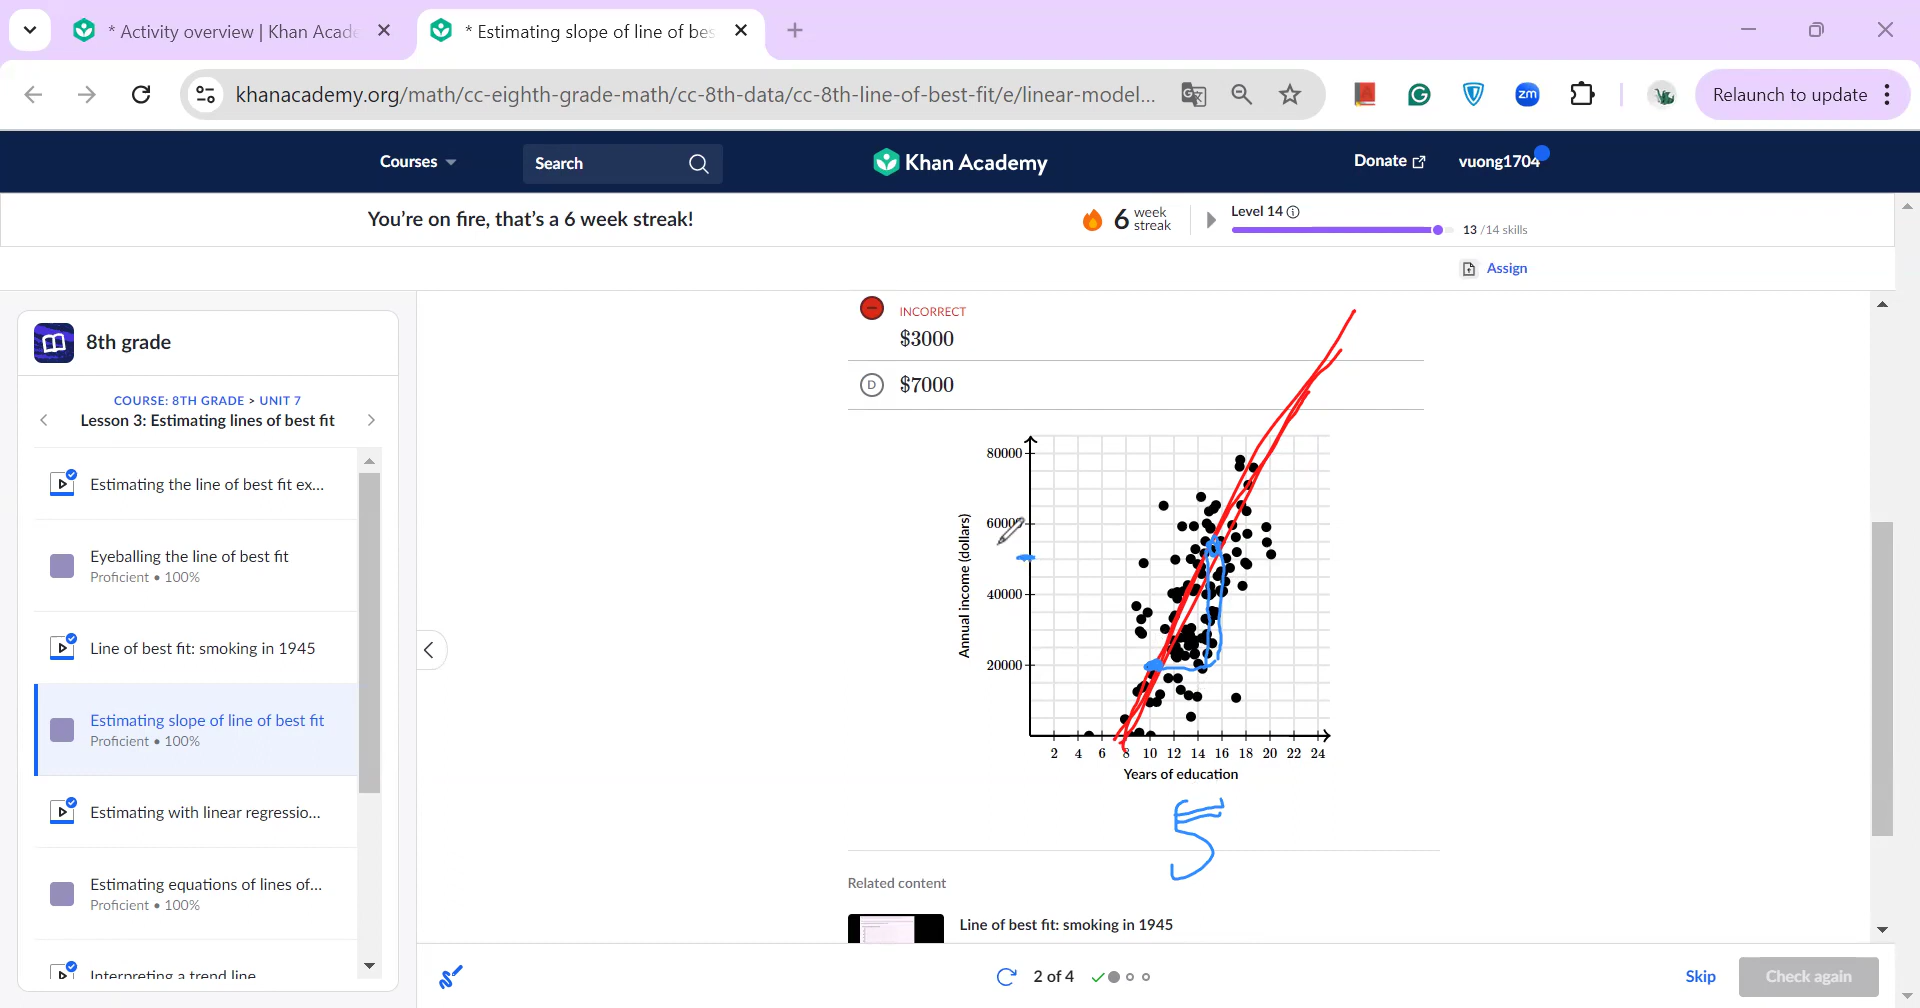 * Activity overview | Khan Acade
* Estimating slope of line of bes
khanacademy.org/math/cc-eighth-grade-math/cc-8th-data/cc-8th-line-of-best-fit/e/linear-model...
zm
Relaunch to update
Courses
Search
Khan Academy
Donate
vuong1704
You're on fire, that's a 6 week streak!
6 week streak
Level 14
13 /14 skills
Assign
8th grade
COURSE: 8TH GRADE > UNIT 7
Lesson 3: Estimating lines of best fit
Estimating the line of best fit ex...
Eyeballing the line of best fit
Proficient • 100%
Line of best fit: smoking in 1945
Estimating slope of line of best fit
Proficient • 100%
Estimating with linear regressio...
Estimating equations of lines of...
Proficient • 100%
Interpreting a trend line
INCORRECT
$3000
D $7000
80000
60000
40000
20000
Annual income (dollars)
2 4 6 8 10 12 14 16 18 20 22 24
Years of education
5
Related content
Line of best fit: smoking in 1945
2 of 4
Skip
Check again